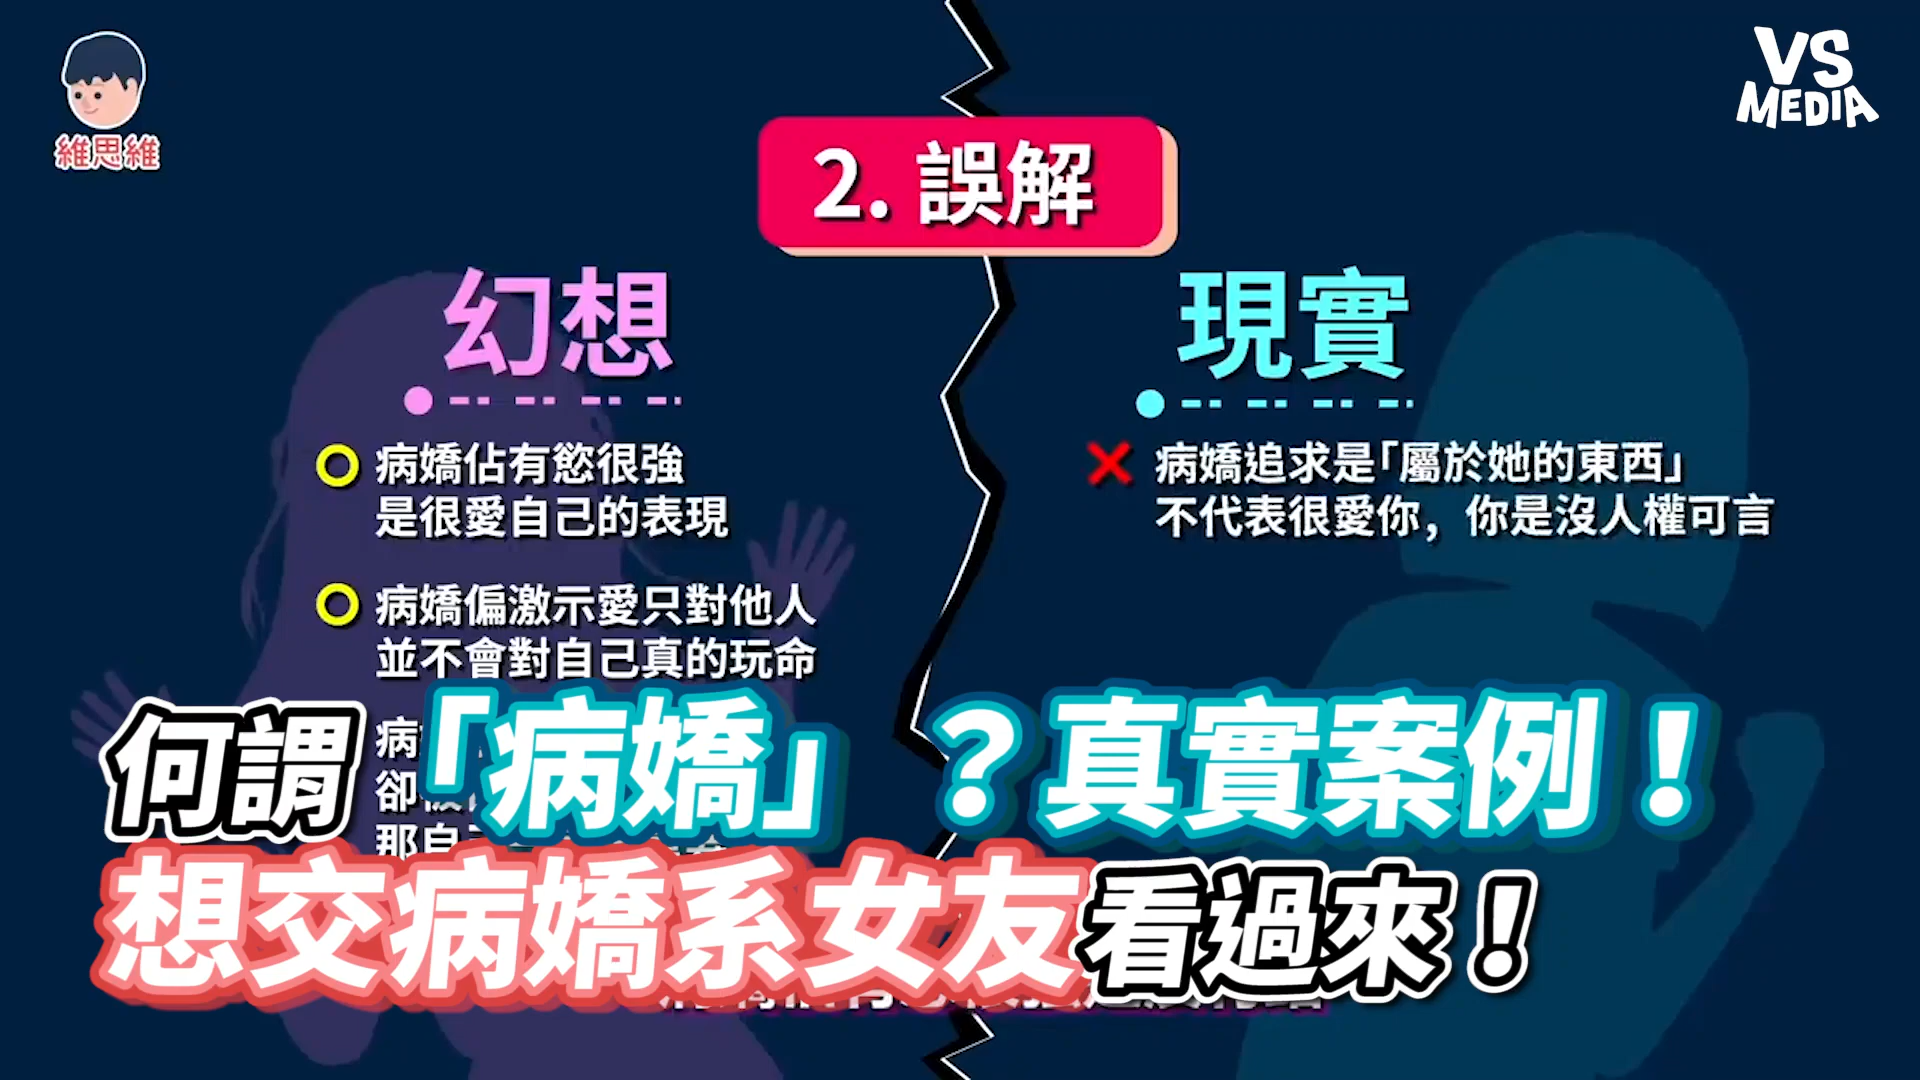 維思維
VS
MEDIA
2. 誤解
幻想
病嬌佔有慾很強
是很愛自己的表現
病嬌偏激示愛只對他人
並不會對自己真的玩命
病
卻
那自
現實
病嬌追求是「屬於她的東西」
不代表很愛你，你是沒人權可言
何謂「病嬌」？真實案例！
想交病嬌系女友看過來！